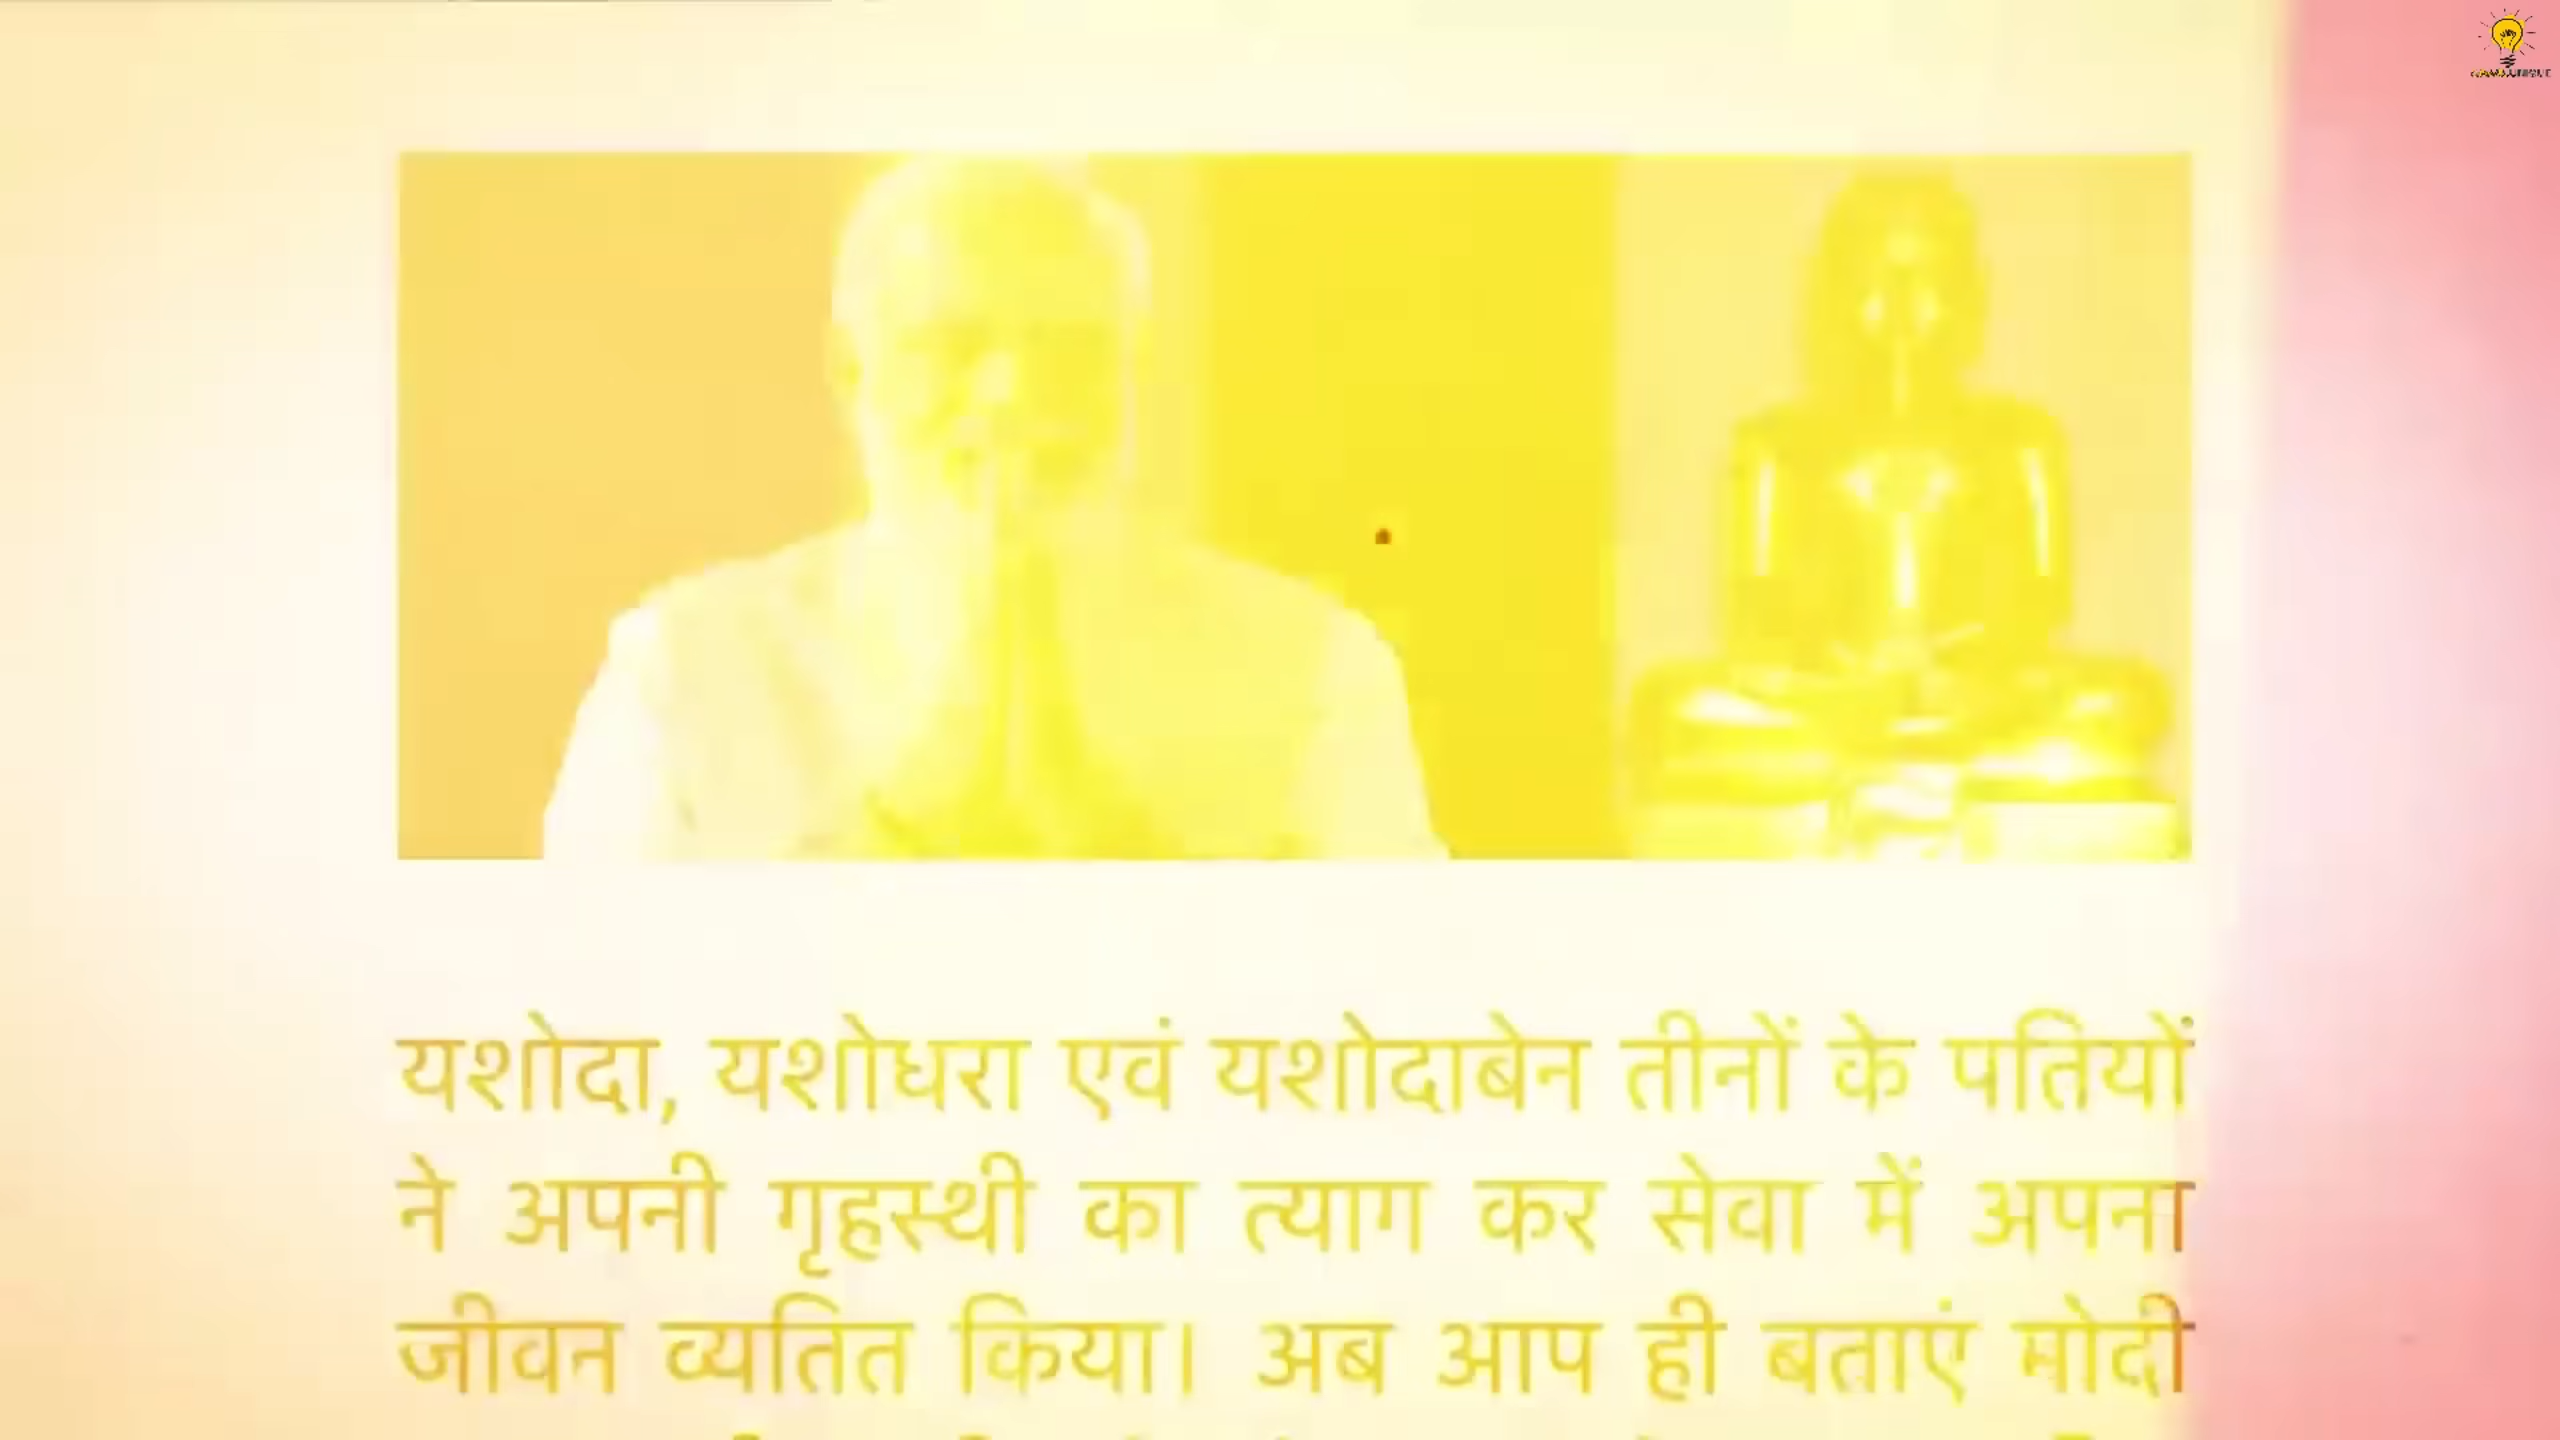 यशोदा, यशोधरा एवं यशोदाबेन तीनों के पतियों
ने अपनी गृहस्थी का त्याग कर सेवा में अपना
जीवन व्यतित किया। अब आप ही बताएं मोदी